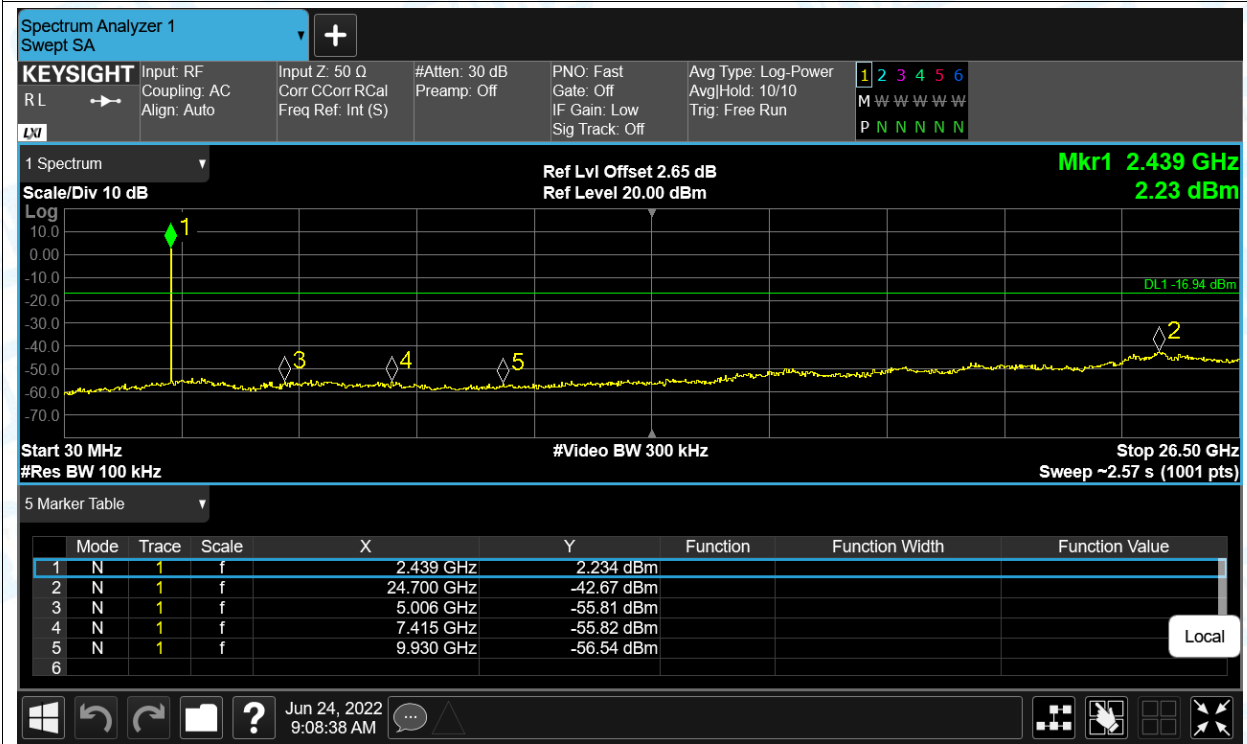 Spectrum Analyzer 1
Swept SA
KEYSIGHT
R L
LXI
Input: RF
Coupling: AC
Align: Auto
Input Z: 50 Ω
Corr CCorr RCal
Freq Ref: Int (S)
#Atten: 30 dB
Preamp: Off
PNO: Fast
Gate: Off
IF Gain: Low
Sig Track: Off
Avg Type: Log-Power
Avg|Hold: 10/10
Trig: Free Run
1 2 3 4 5 6
M W W W W W
P N N N N N
1 Spectrum
Scale/Div 10 dB
Ref Lvl Offset 2.65 dB
Ref Level 20.00 dBm
Mkr1 2.439 GHz
2.23 dBm
Log
10.0
0.00
-10.0
-20.0
-30.0
-40.0
-50.0
-60.0
-70.0
1
DL1 -16.94 dBm
2
3
4
5
Start 30 MHz
#Video BW 300 kHz
Stop 26.50 GHz
#Res BW 100 kHz
Sweep ~2.57 s (1001 pts)
5 Marker Table
Mode Trace Scale X Y Function Function Width Function Value
1 N 1 f 2.439 GHz 2.234 dBm
2 N 1 f 24.700 GHz -42.67 dBm
3 N 1 f 5.006 GHz -55.81 dBm
4 N 1 f 7.415 GHz -55.82 dBm
5 N 1 f 9.930 GHz -56.54 dBm
6
Local
Jun 24, 2022
9:08:38 AM